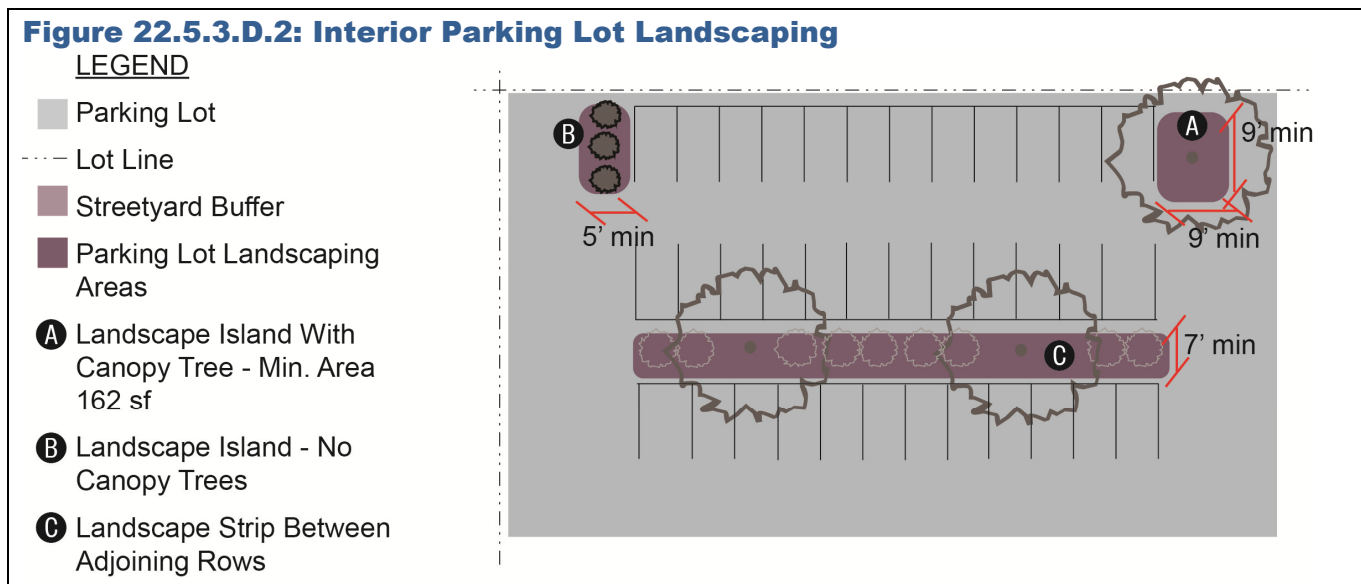 Figure 22.5.3.D.2: Interior Parking Lot Landscaping
LEGEND
Parking Lot
Lot Line
Streetyard Buffer
Parking Lot Landscaping
Areas
A Landscape Island With
Canopy Tree - Min. Area
162 sf
B Landscape Island - No
Canopy Trees
C Landscape Strip Between
Adjoining Rows
B
A
9’ min
5’ min
9’ min
C
7’ min